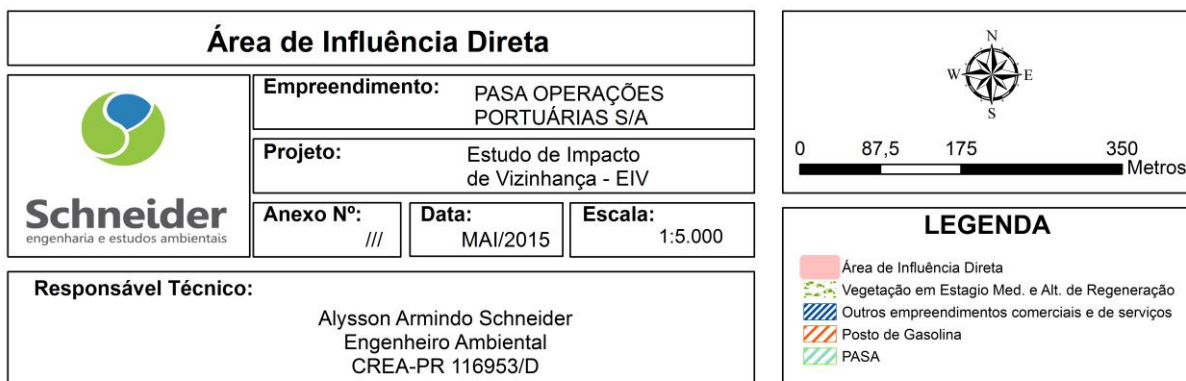 Área de Influência Direta
Schneider
engenharia e estudos ambientais
Empreendimento: PASA OPERAÇÕES
PORTUÁRIAS S/A
Projeto: Estudo de Impacto
de Vizinhança - EIV
Anexo Nº: ///
Data: MAI/2015
Escala: 1:5.000
Responsável Técnico:
Alysson Armindo Schneider
Engenheiro Ambiental
CREA-PR 116953/D
N
W E
S
0 87,5 175 350
Metros
LEGENDA
Área de Influência Direta
Vegetação em Estagio Med. e Alt. de Regeneração
Outros empreendimentos comerciais e de serviços
Posto de Gasolina
PASA